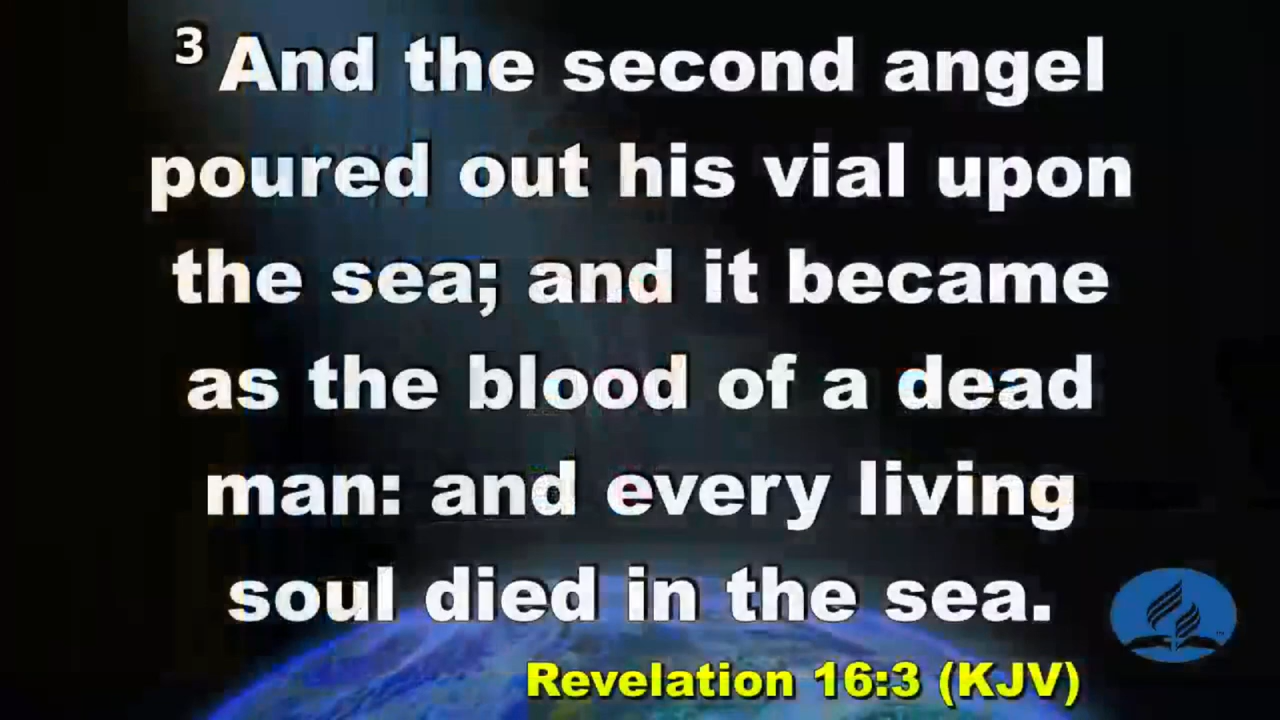 3 And the second angel
poured out his vial upon
the sea; and it became
as the blood of a dead
man: and every living
soul died in the sea.
Revelation 16:3 (KJV)